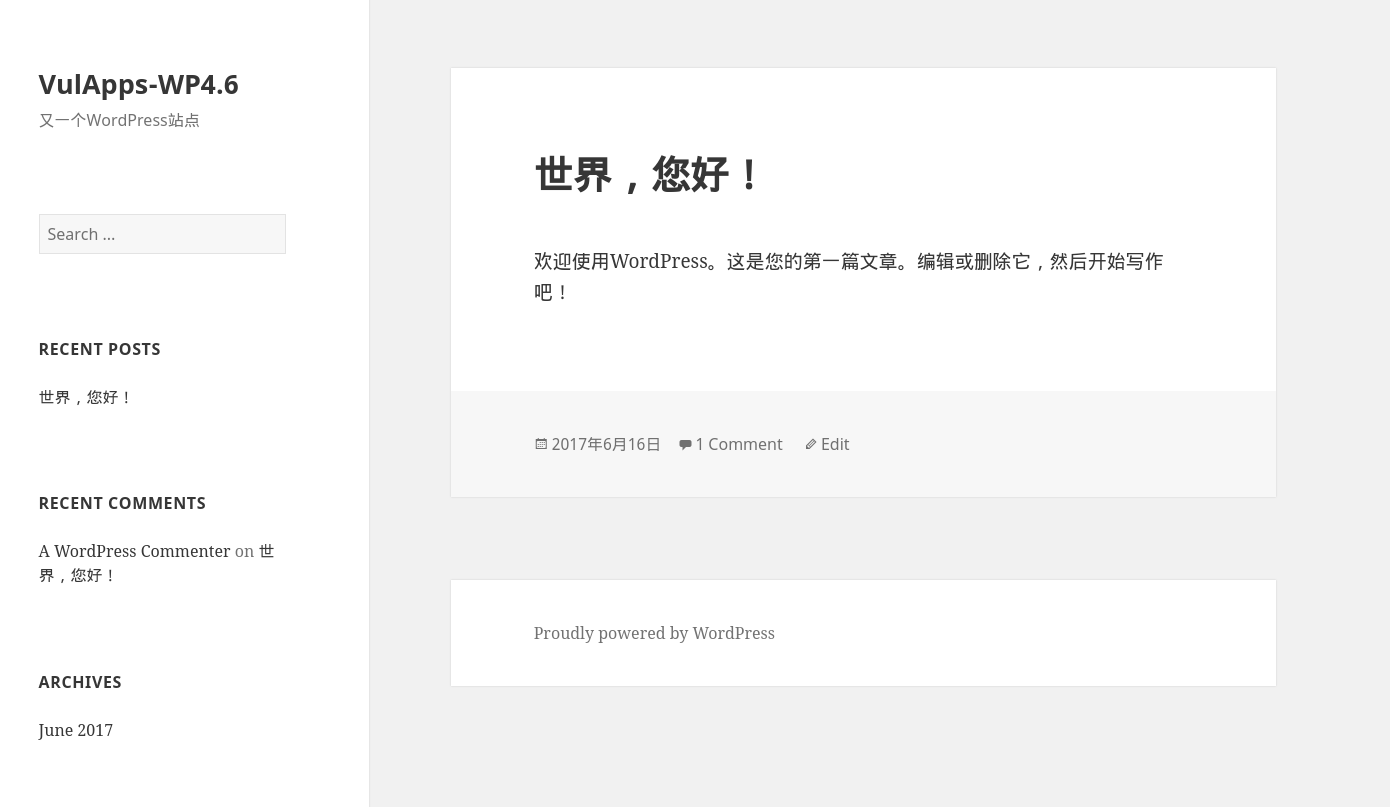 VulApps-WP4.6
又一个WordPress站点
Search ...
RECENT POSTS
世界，您好！
RECENT COMMENTS
A WordPress Commenter on 世
界，您好！
ARCHIVES
June 2017
世界，您好！
欢迎使用WordPress。这是您的第一篇文章。编辑或删除它，然后开始写作
吧！
2017年6月16日 1 Comment Edit
Proudly powered by WordPress